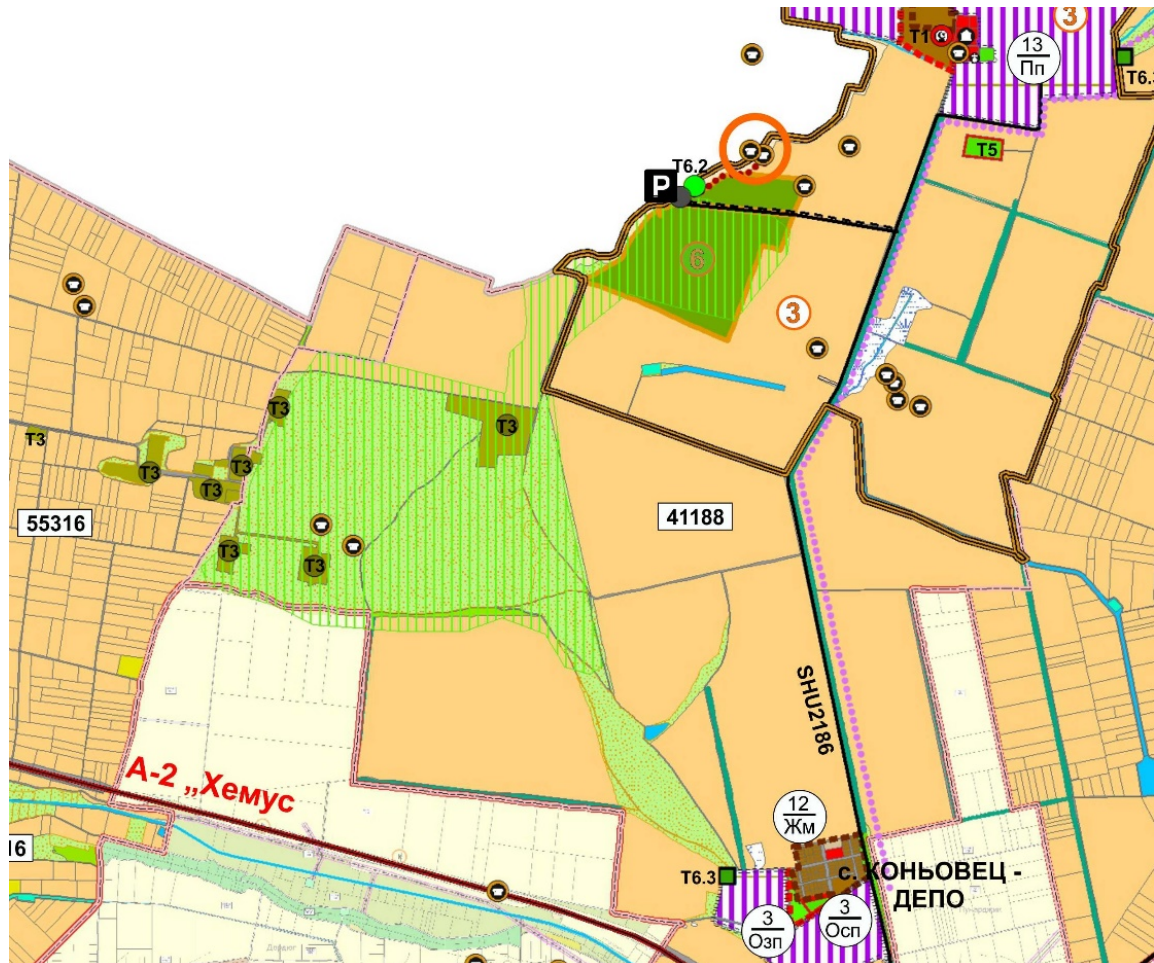 3
T1
13
Пп
T6.3
T5
T6.2
P
6
3
T3
T3
T3
T3
T3
T3
T3
55316
41188
SHU2186
А-2 „Хемус
12
Жм
16
T6.3
с. КОНЬОВЕЦ -
ДЕПО
3
Озп
3
Осп